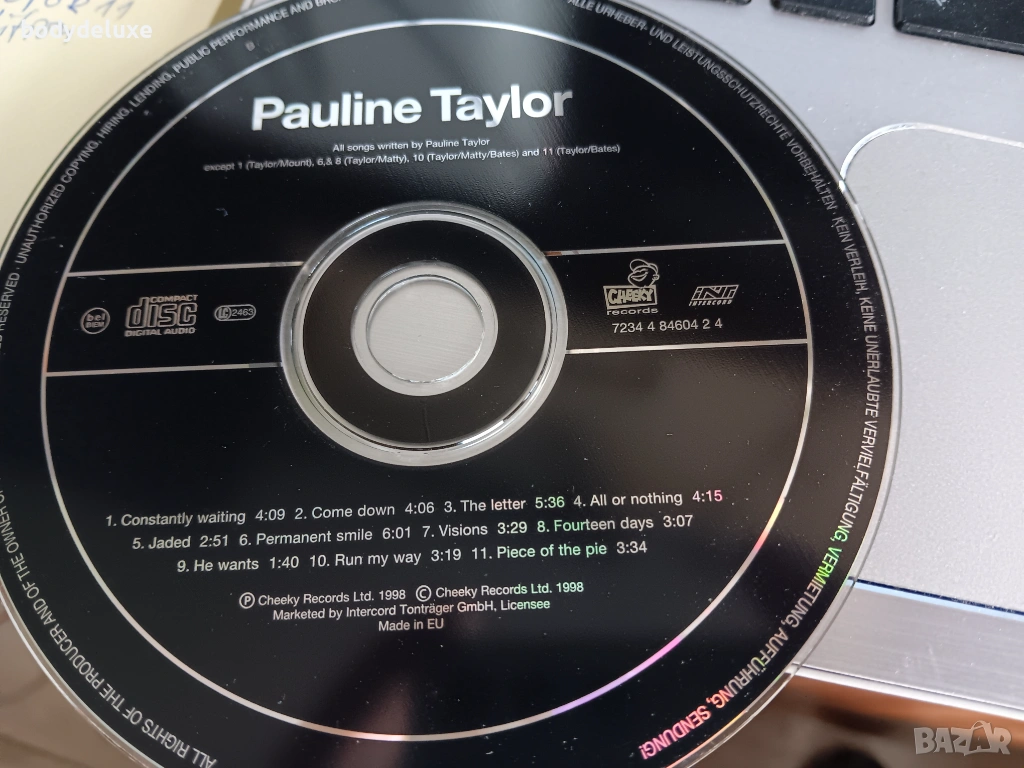 bodydeluxe
Pauline Taylor
All songs written by Pauline Taylor
except 1 (Taylor/Mount), 6,& 8 (Taylor/Matty), 10 (Taylor/Matty/Bates) and 11 (Taylor/Bates)
bel
BIEM
COMPACT
disc
DIGITAL AUDIO
LC 2463
CHEEKY
records
INT
INTERCORD
7234 4 84604 2 4
1. Constantly waiting 4:09 2. Come down 4:06 3. The letter 5:36 4. All or nothing 4:15
5. Jaded 2:51 6. Permanent smile 6:01 7. Visions 3:29 8. Fourteen days 3:07
9. He wants 1:40 10. Run my way 3:19 11. Piece of the pie 3:34
℗ Cheeky Records Ltd. 1998 © Cheeky Records Ltd. 1998
Marketed by Intercord Tonträger GmbH, Licensee
Made in EU
ALL RIGHTS OF THE PRODUCER AND OF THE OWNER
RESERVED · UNAUTHORIZED COPYING, HIRING, LENDING, PUBLIC PERFORMANCE AND
ALLE URHEBER- UND LEISTUNGSSCHUTZRECHTE VORBEHALTEN · KEIN VERLEIH, KEINE UNERLAUBTE VERVIELFÄLTIGUNG, VERMIETUNG, AUFFÜHRUNG, SENDUNG!
BAZAR